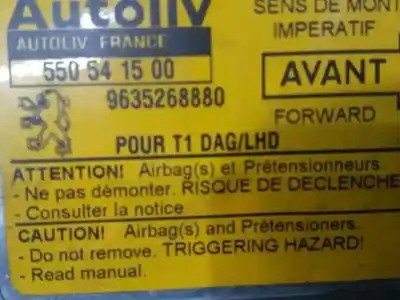 Autoliv
AUTOLIV FRANCE
550 54 15 00
9635268880
SENS DE MONT
IMPERATIF
AVANT
FORWARD
POUR T1 DAG/LHD
ATTENTION! Airbag(s) et Prétensionneurs
- Ne pas démonter. RISQUE DE DECLENCHE
- Consulter la notice
CAUTION! Airbag(s) and Prétensioners.
- Do not remove. TRIGGERING HAZARD!
- Read manual.